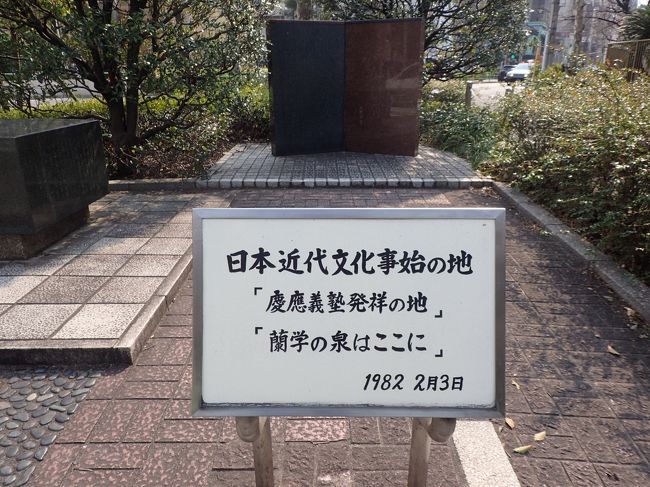 日本近代文化事始の地
「慶應義塾発祥の地」
「蘭学の泉はここに」
1982 2月3日